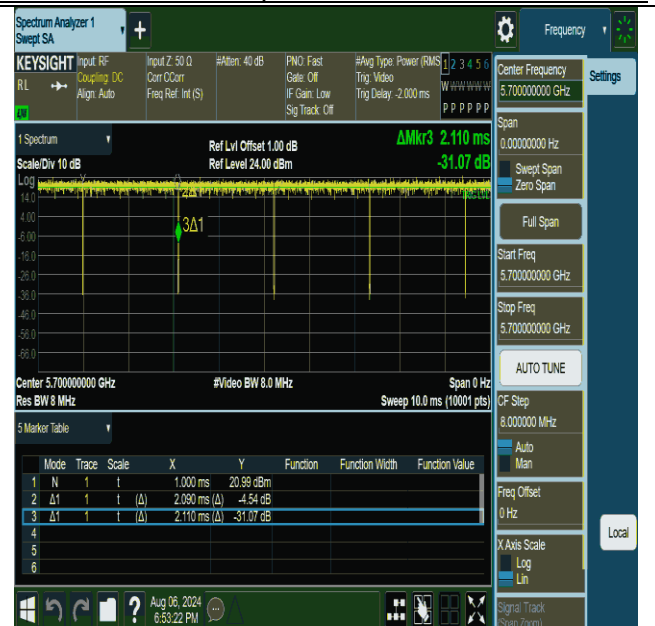 Spectrum Analyzer 1
Swept SA
+
Frequency
KEYSIGHT
RL
LXI
Input: RF
Coupling: DC
Align: Auto
Input Z: 50 Ω
Corr CCorr
Freq Ref: Int (S)
#Atten: 40 dB
PNO: Fast
Gate: Off
IF Gain: Low
Sig Track: Off
#Avg Type: Power (RMS
Trig: Video
Trig Delay: -2.000 ms
1 2 3 4 5 6
W W W W W W
P P P P P P
1 Spectrum
Scale/Div 10 dB
Log
Ref Lvl Offset 1.00 dB
Ref Level 24.00 dBm
ΔMkr3 2.110 ms
-31.07 dB
14.0
4.00
-6.00
-16.0
-26.0
-36.0
-46.0
-56.0
-66.0
3Δ1
Center 5.700000000 GHz
Res BW 8 MHz
#Video BW 8.0 MHz
Span 0 Hz
Sweep 10.0 ms (10001 pts)
5 Marker Table
Mode Trace Scale X Y Function Function Width Function Value
1 N 1 t 1.000 ms 20.99 dBm
2 Δ1 1 t (Δ) 2.090 ms (Δ) -4.54 dB
3 Δ1 1 t (Δ) 2.110 ms (Δ) -31.07 dB
4
5
6
Center Frequency
5.700000000 GHz
Span
0.00000000 Hz
Swept Span
Zero Span
Full Span
Start Freq
5.700000000 GHz
Stop Freq
5.700000000 GHz
AUTO TUNE
CF Step
8.000000 MHz
Auto
Man
Freq Offset
0 Hz
X Axis Scale
Log
Lin
Signal Track
(Span Zoom)
Settings
Local
?
Aug 06, 2024
6:53:22 PM